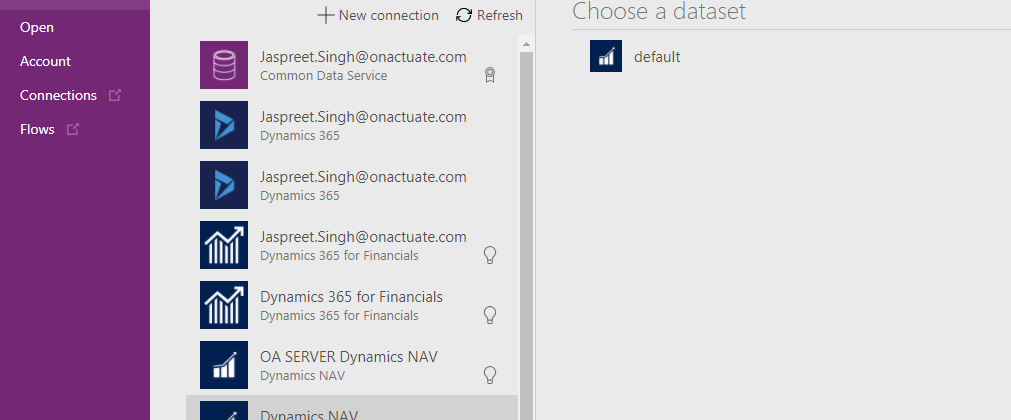 Open
Account
Connections
Flows
New connection Refresh
Jaspreet.Singh@onactuate.com
Common Data Service
Jaspreet.Singh@onactuate.com
Dynamics 365
Jaspreet.Singh@onactuate.com
Dynamics 365
Jaspreet.Singh@onactuate.com
Dynamics 365 for Financials
Dynamics 365 for Financials
Dynamics 365 for Financials
OA SERVER Dynamics NAV
Dynamics NAV
Dynamics NAV
Choose a dataset
default